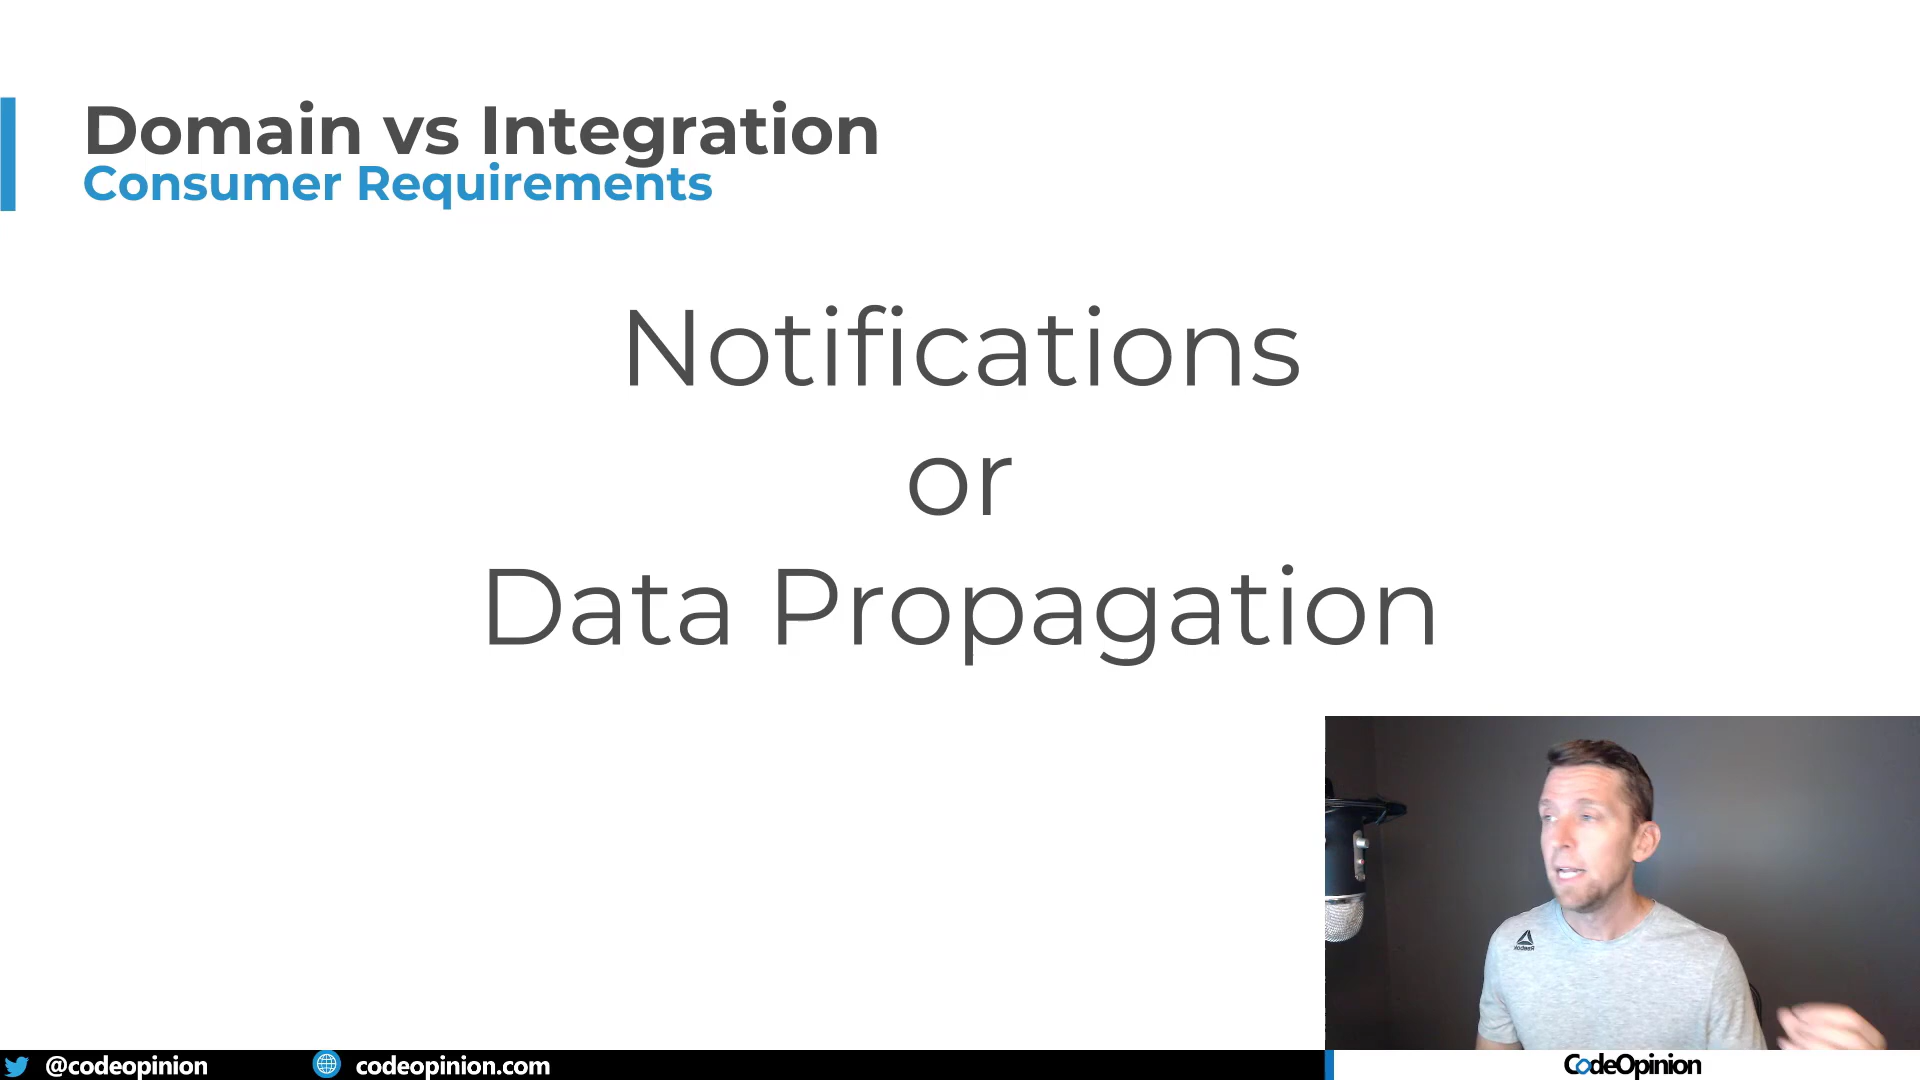 Domain vs Integration
Consumer Requirements
Notifications
or
Data Propagation
@codeopinion
codeopinion.com
CodeOpinion